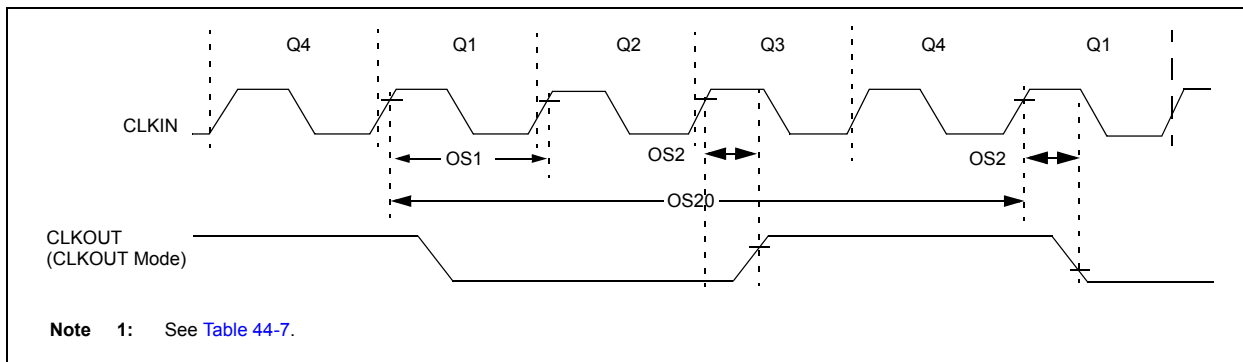 Q4 Q1 Q2 Q3 Q4 Q1
CLKIN
OS1 OS2 OS2
OS20
CLKOUT
(CLKOUT Mode)
Note 1: See Table 44-7.